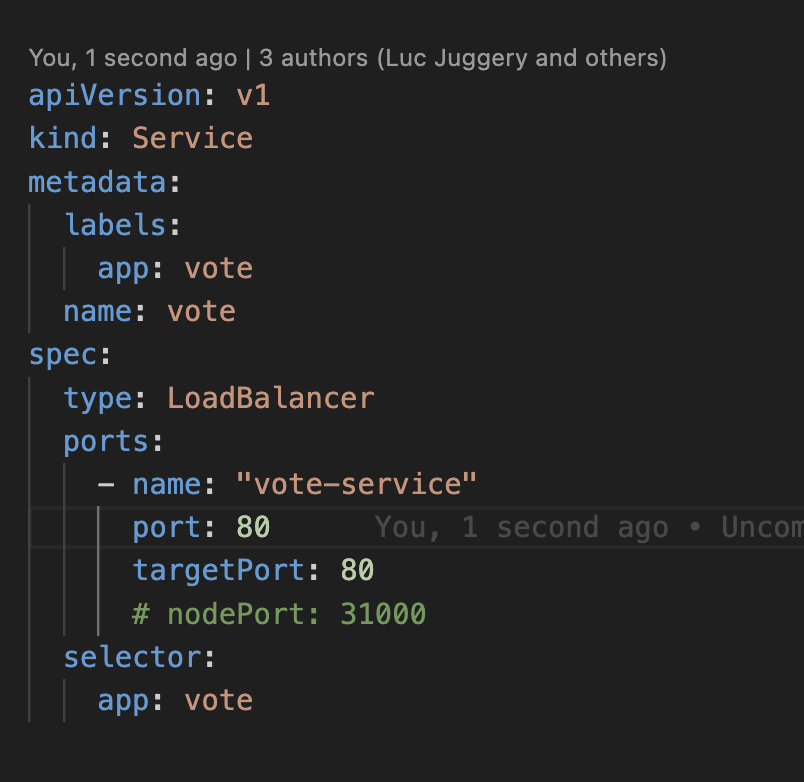 You, 1 second ago | 3 authors (Luc Juggery and others)
apiVersion: v1
kind: Service
metadata:
  labels:
    app: vote
  name: vote
spec:
  type: LoadBalancer
  ports:
    - name: "vote-service"
      port: 80      You, 1 second ago •
      targetPort: 80
      # nodePort: 31000
  selector:
    app: vote